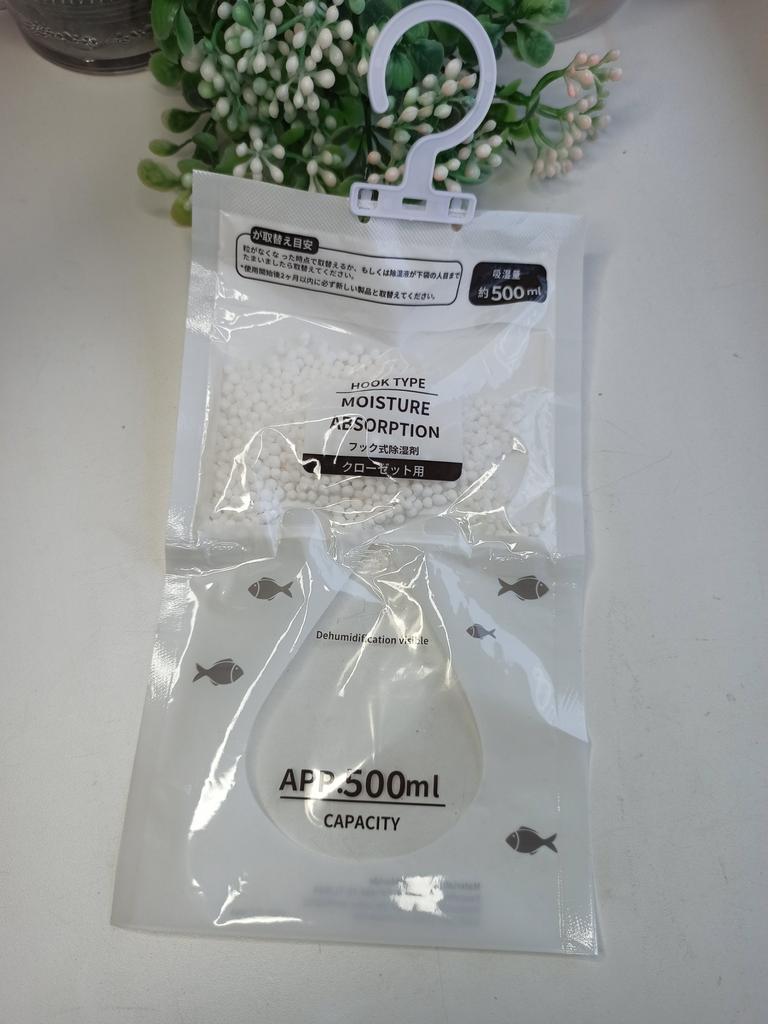 が取替え目安
粒がなくなった時点で取替えるか、もしくは除湿液が下袋の人目まで
たまいましたら取替えてください。
*使用開始後2ヶ月以内に必ず新しい製品と取替えてください。
吸湿量
約500ml
HOOK TYPE
MOISTURE
ABSORPTION
フック式除湿剤
クローゼット用
Dehumidification visible
APP.500ml
CAPACITY